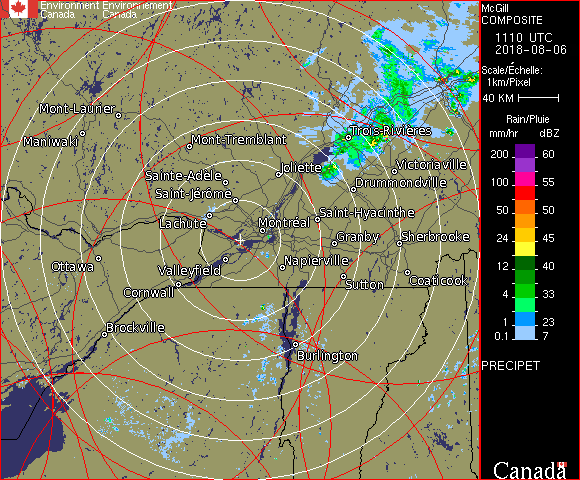 Environment Environnement
Canada Canada
McGill
COMPOSITE
1110 UTC
2018-08-06
Scale/Échelle:
1km/Pixel
40 KM
Rain/Pluie
mm/hr dBZ
200 60
100 55
50 50
24 45
12 40
4 33
1 23
0.1 7
PRECIPET
Canada
Mont-Laurier
Maniwaki
Mont-Tremblant
Trois-Rivières
Joliette
Victoriaville
Sainte-Adèle
Drummondville
Saint-Jérôme
Saint-Hyacinthe
Lachute
Montréal
Granby
Sherbrooke
Ottawa
Valleyfield
Napierville
Cornwall
Sutton
Coaticook
Brockville
Burlington